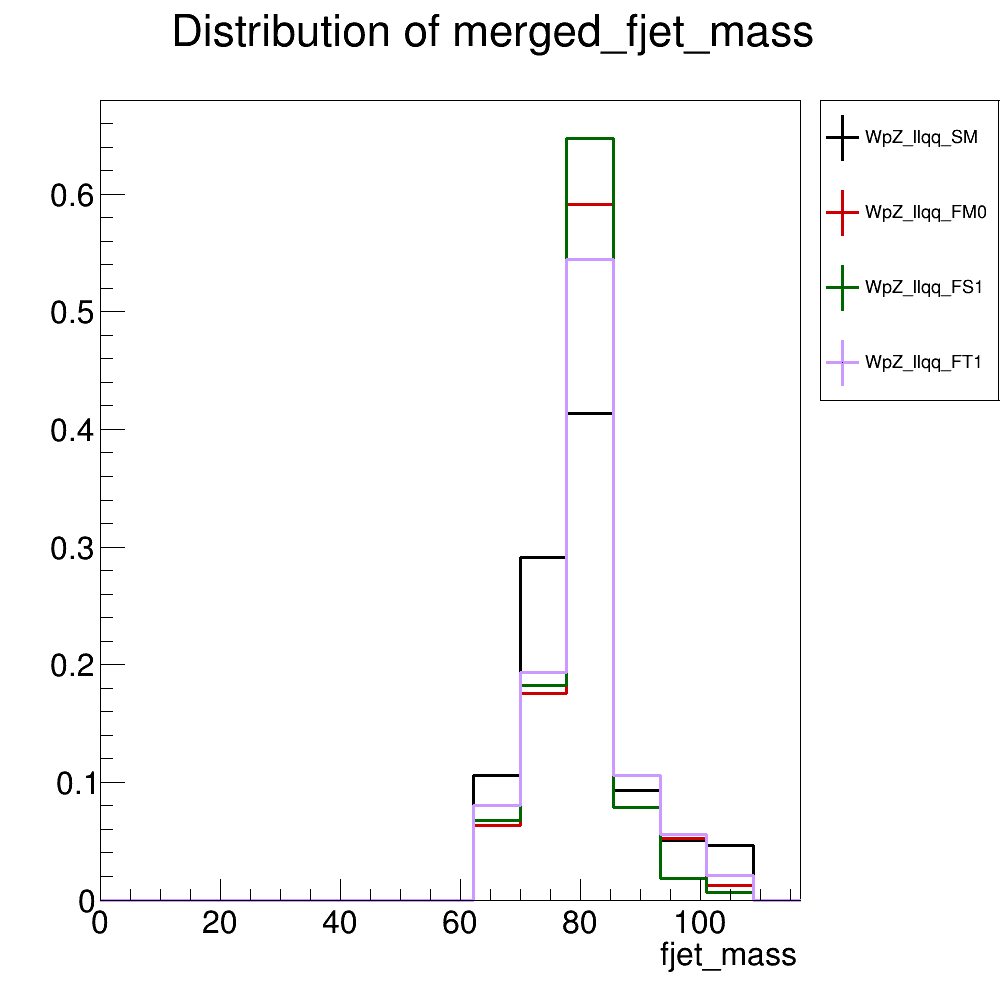 Distribution of merged_fjet_mass
WpZ_llqq_SM
WpZ_llqq_FM0
WpZ_llqq_FS1
WpZ_llqq_FT1
0.6
0.5
0.4
0.3
0.2
0.1
0
0 20 40 60 80 100
fjet_mass